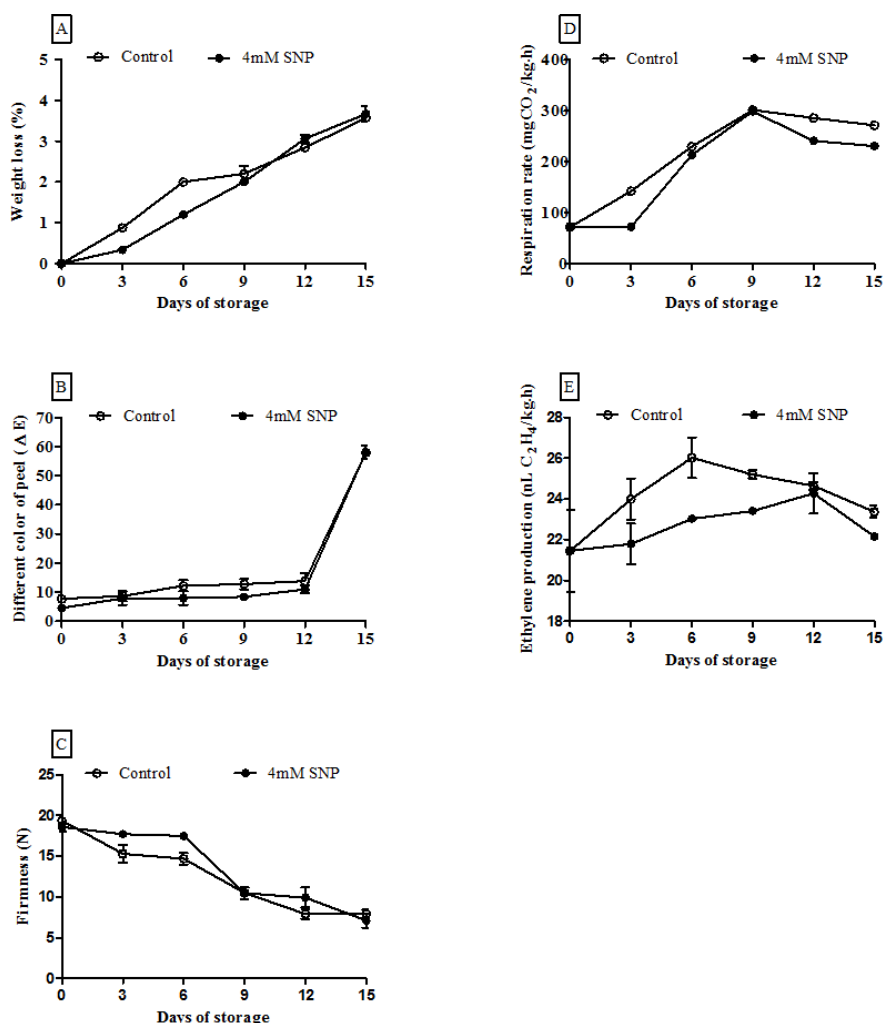 A
Control 4mM SNP
Weight loss (%)
5
4
3
2
1
0
0 3 6 9 12 15
Days of storage
B
Control 4mM SNP
Different color of peel ( Δ E)
70
60
50
40
30
20
10
0
0 3 6 9 12 15
Days of storage
C
Control 4mM SNP
Firmness (N)
25
20
15
10
5
0
0 3 6 9 12 15
Days of storage
D
Control 4mM SNP
Respiration rate (mgCO2/kg·h)
400
300
200
100
0
0 3 6 9 12 15
Days of storage
E
Control 4mM SNP
Ethylene production (nL C2H4/kg.h)
28
26
24
22
20
18
0 3 6 9 12 15
Days of storage